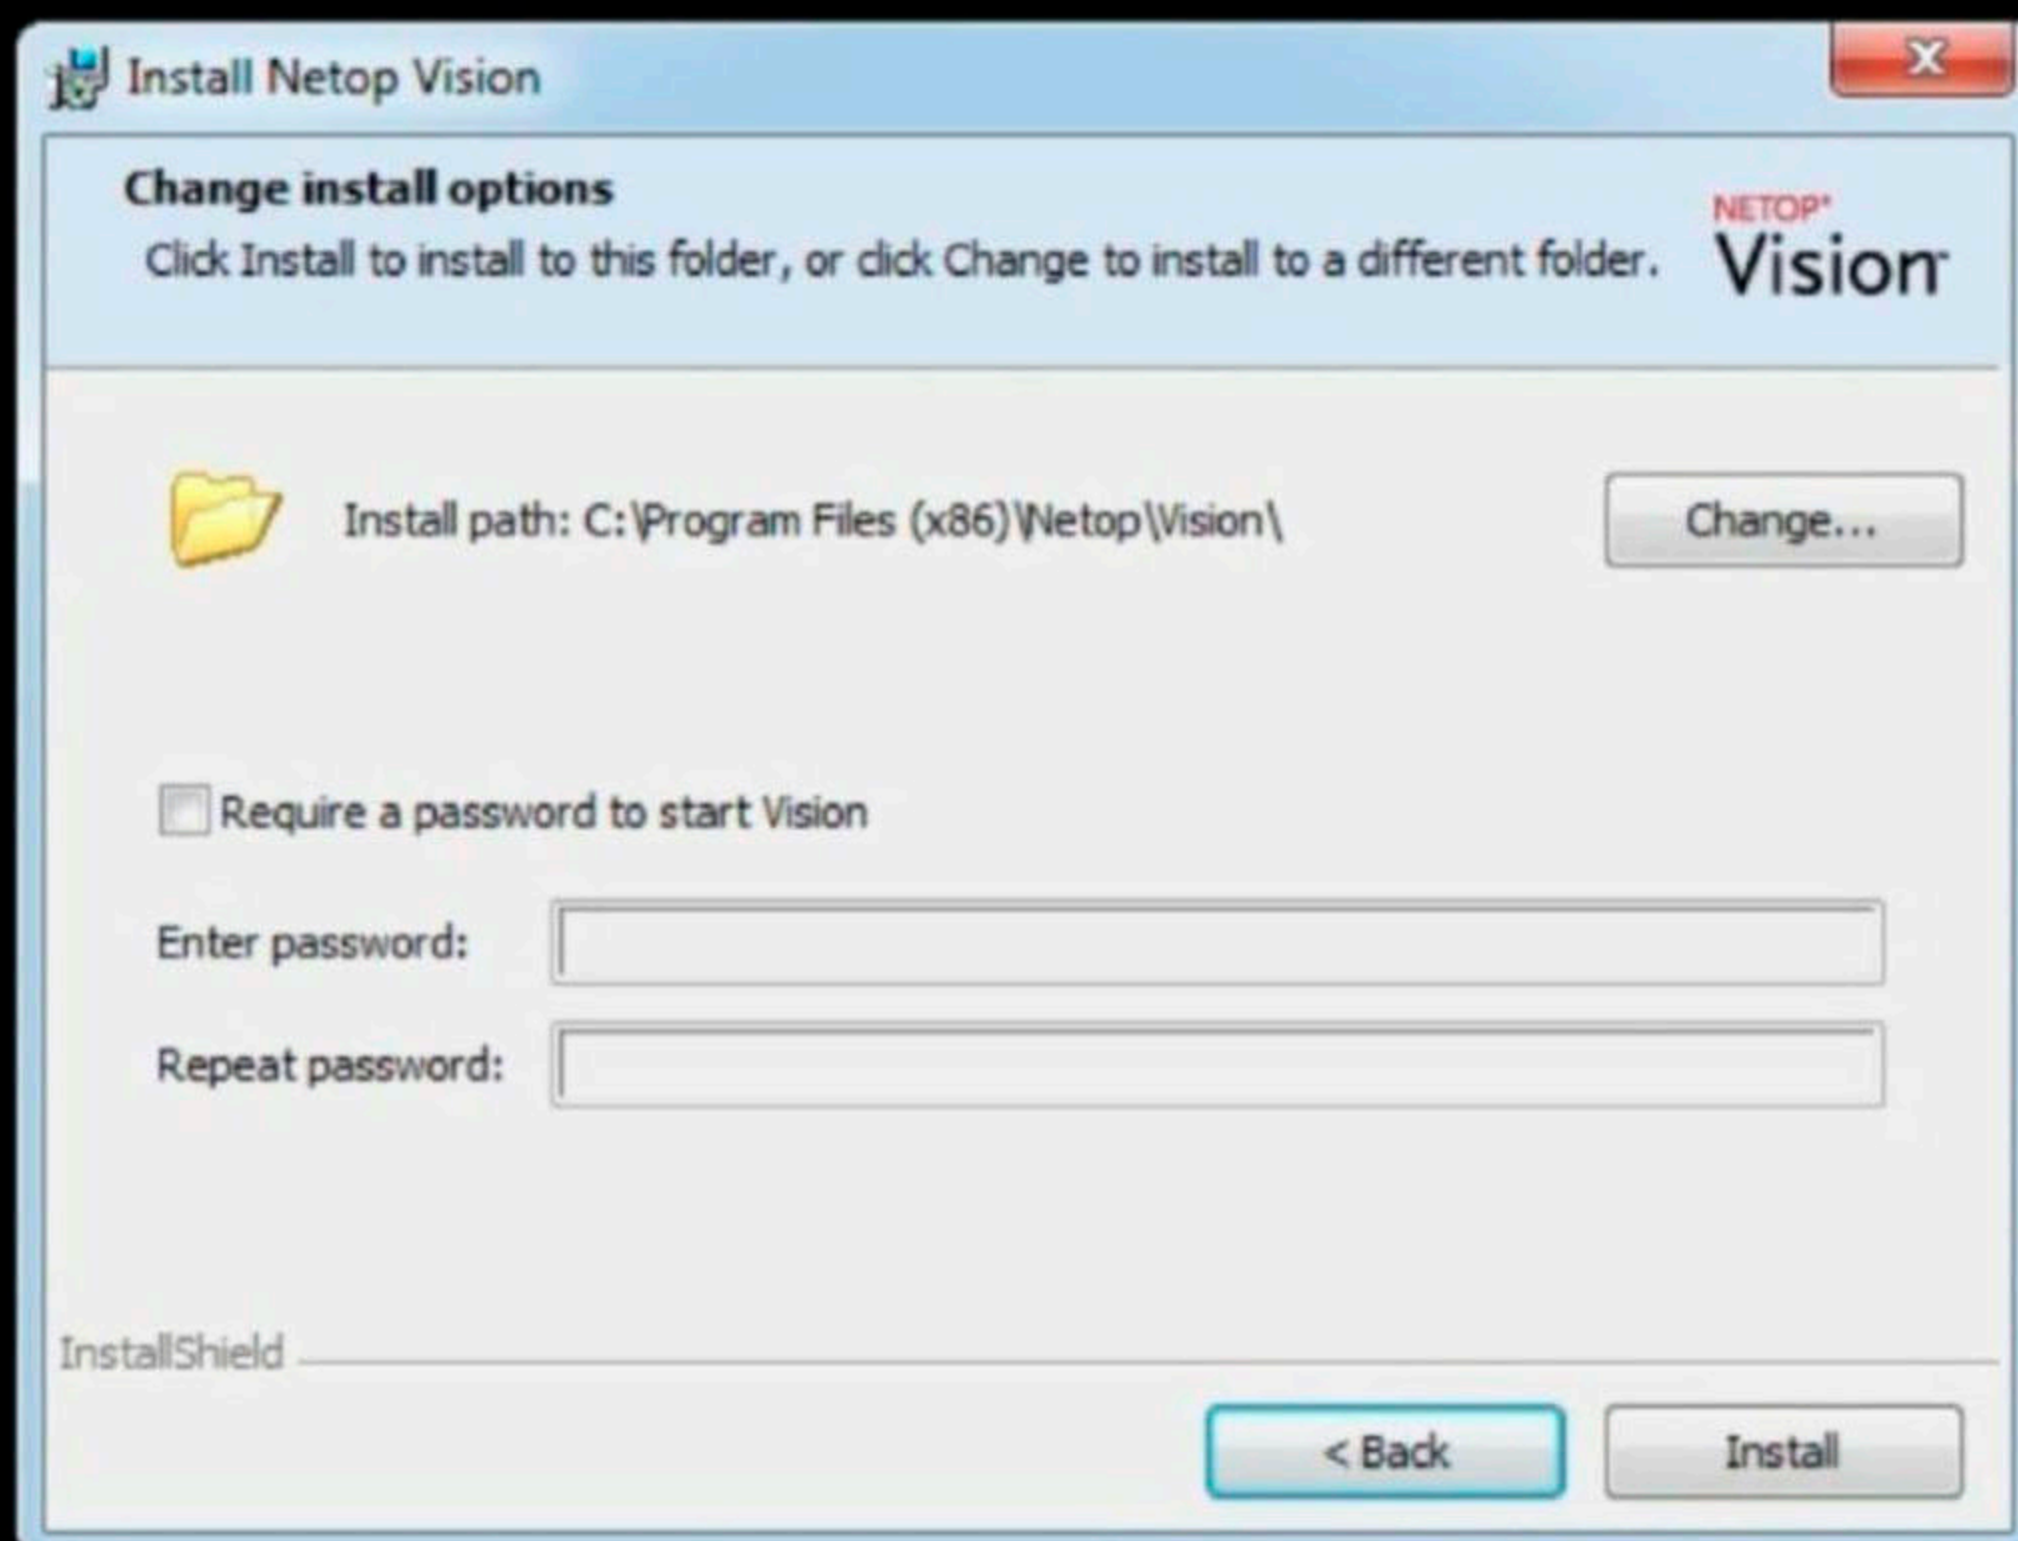 Install Netop Vision
Change install options
Click Install to install to this folder, or click Change to install to a different folder.
NETOP®
Vision™
Install path: C:\Program Files (x86)\Netop\Vision\
Change...
Require a password to start Vision
Enter password:
Repeat password:
InstallShield
< Back
Install